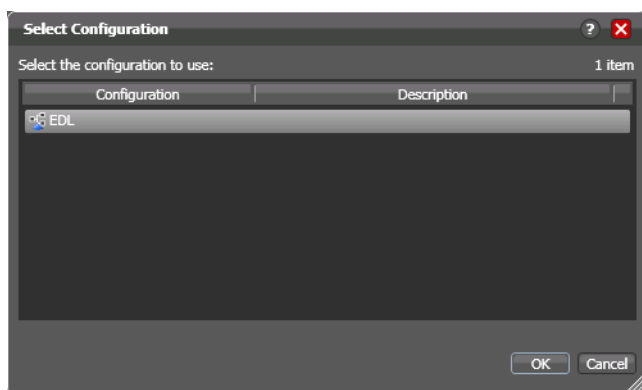 Select Configuration ?
Select the configuration to use: 1 item
Configuration Description
EDL
OK Cancel